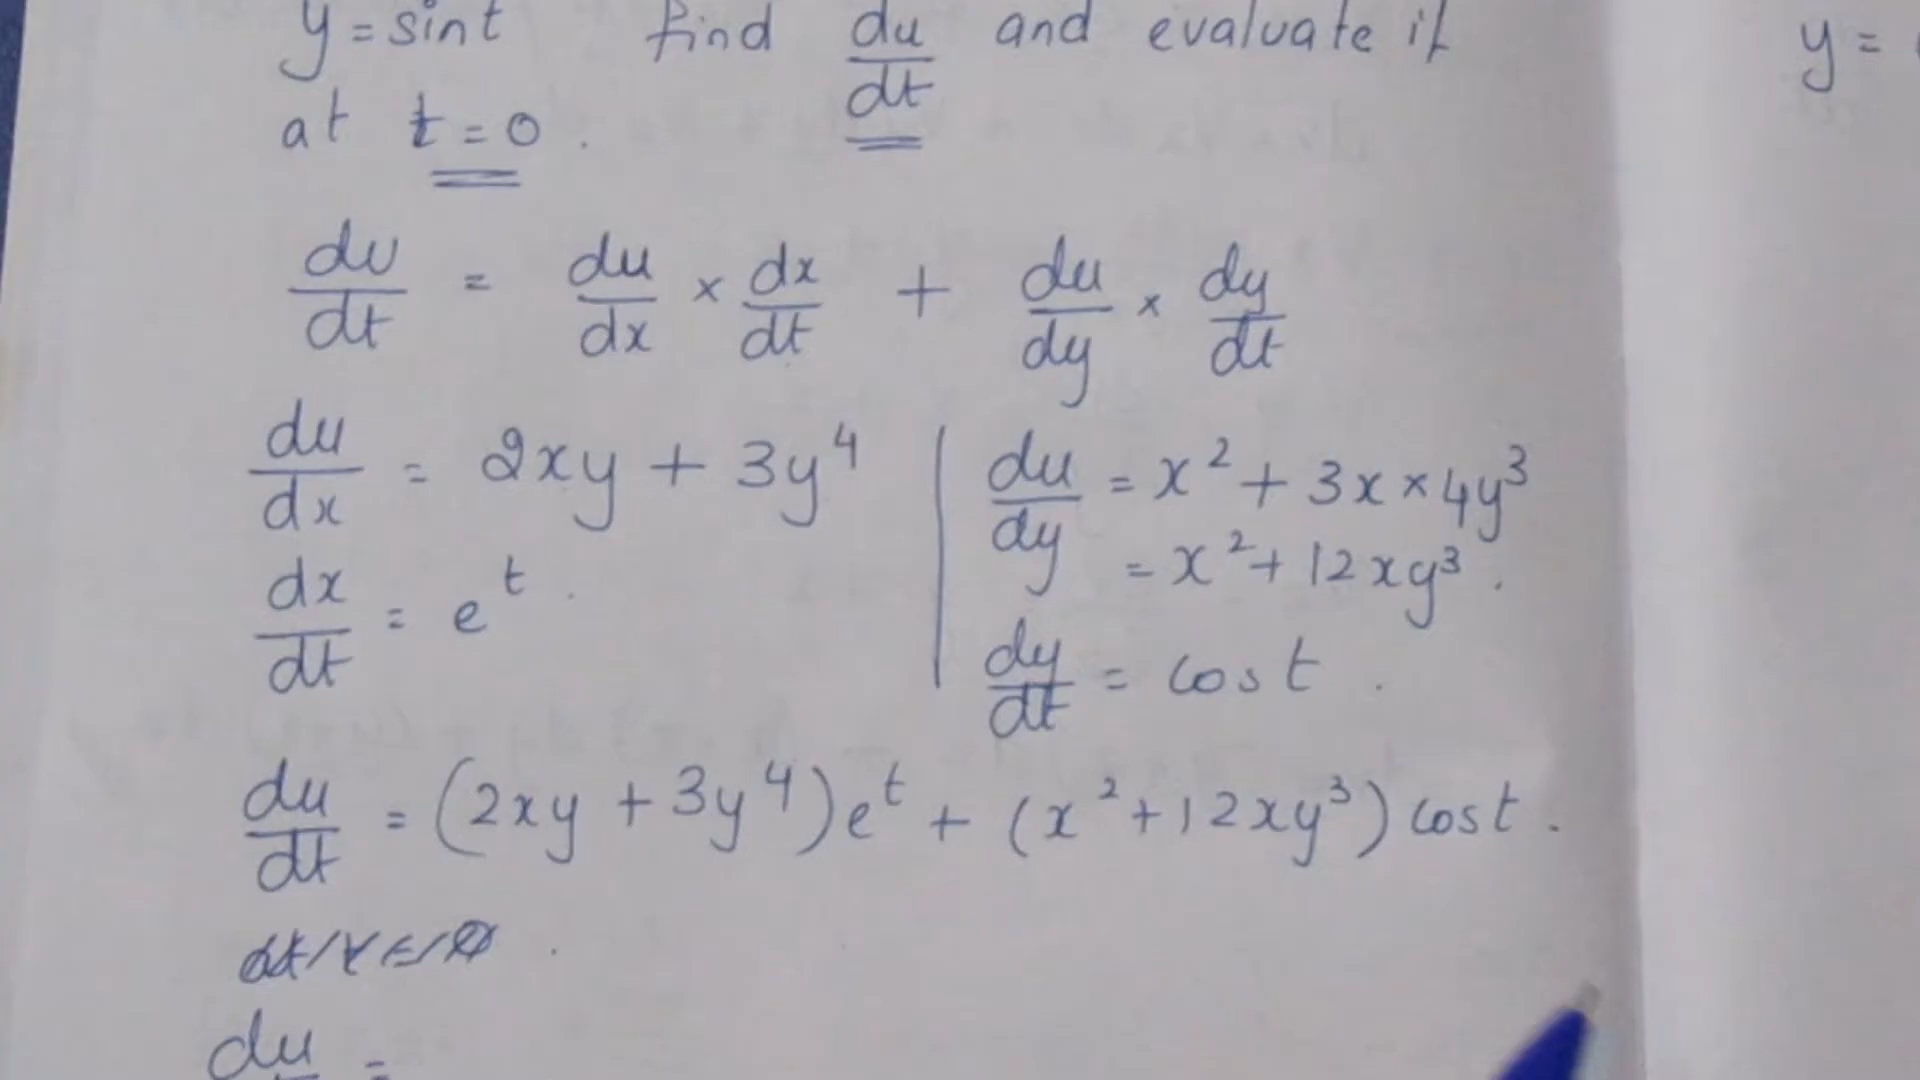 y = sin t find du/dt and evaluate it
y =
at t = 0 .
du/dt = du/dx × dx/dt + du/dy × dy/dt
du/dx = 2xy + 3y⁴
dx/dt = e^t .
du/dy = x² + 3x × 4y³
= x² + 12xy³ .
dy/dt = cos t .
du/dt = (2xy + 3y⁴)e^t + (x² + 12xy³) cos t .
du =